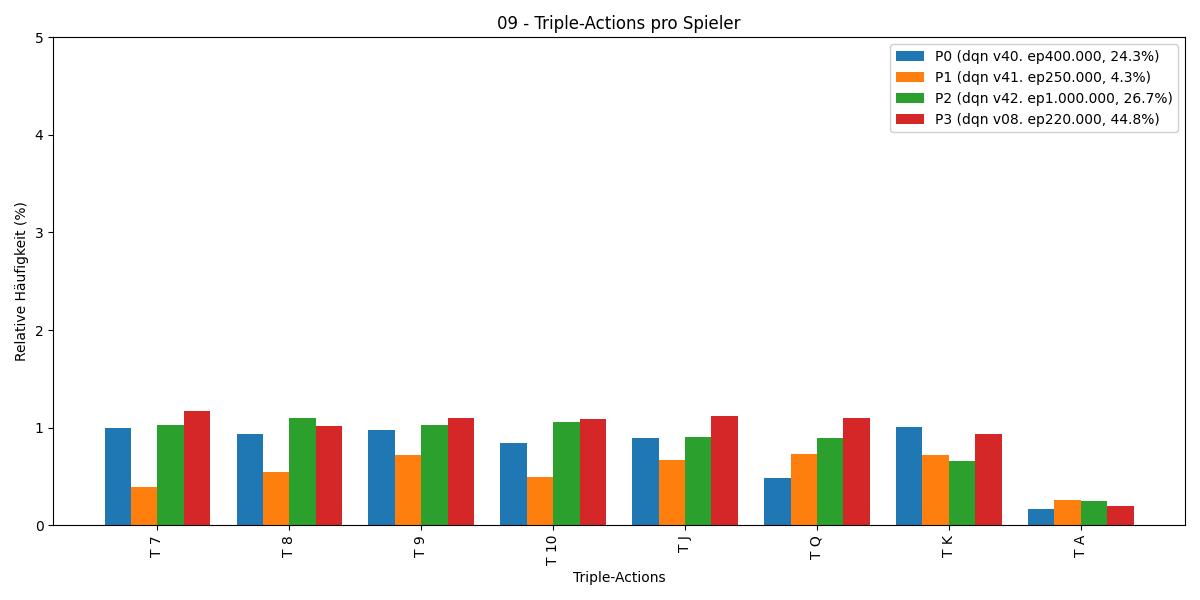 09 - Triple-Actions pro Spieler
P0 (dqn v40. ep400.000, 24.3%)
P1 (dqn v41. ep250.000, 4.3%)
P2 (dqn v42. ep1.000.000, 26.7%)
P3 (dqn v08. ep220.000, 44.8%)
Relative Häufigkeit (%)
5
4
3
2
1
0
T 7
T 8
T 9
T 10
T J
T Q
T K
T A
Triple-Actions